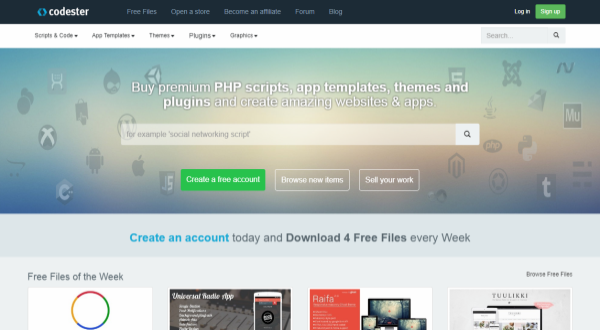 codester
Free Files Open a store Become an affiliate Forum Blog
Log in Sign up
Scripts & Code App Templates Themes Plugins Graphics
Search...
Buy premium PHP scripts, app templates, themes and
plugins and create amazing websites & apps
for example 'social networking script'
Create a free account Browse new items Sell your work
Create an account today and Download 4 Free Files every Week
Free Files of the Week
Browse Free Files
Universal Radio App
Raifa
TUULIKKI
Mu